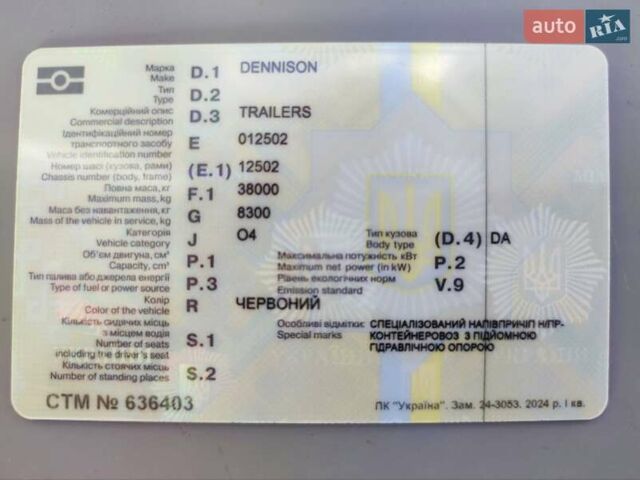 auto RIA .com
Марка
Make D.1 DENNISON
Тип
Type D.2
Комерційний опис
Commercial description D.3 TRAILERS
Ідентифікаційний номер
транспортного засобу E 012502
Vehicle identification number
Номер шасі (кузова, рами)
Chassis number (body, frame) (E.1) 12502
Повна маса, кг
Maximum mass, kg F.1 38000
Маса без навантаження, кг
Mass of the vehicle in service, kg G 8300
Категорія
Vehicle category J O4
Тип кузова
Body type (D.4) DA
Об'єм двигуна, см³
Capacity, cm³ P.1
Максимальна потужність кВт
Maximum net power (in kW) P.2
Тип палива або джерела енергії
Type of fuel or power source P.3
Рівень екологічних норм
Emission standard V.9
Колір
Color of the vehicle R ЧЕРВОНИЙ
Кількість сидячих місць
з місцем водія
Number of seats S.1
including the driver's seat
Особливі відмітки:
Special marks
СПЕЦІАЛІЗОВАНИЙ НАПІВПРИЧІП Н/ПР-
КОНТЕЙНЕРОВОЗ З ПІДЙОМНОЮ
ГІДРАВЛІЧНОЮ ОПОРОЮ
Кількість стоячих місць
Number of standing places S.2
СТМ № 636403
ПК "Україна". Зам. 24-3053. 2024 р. І кв.